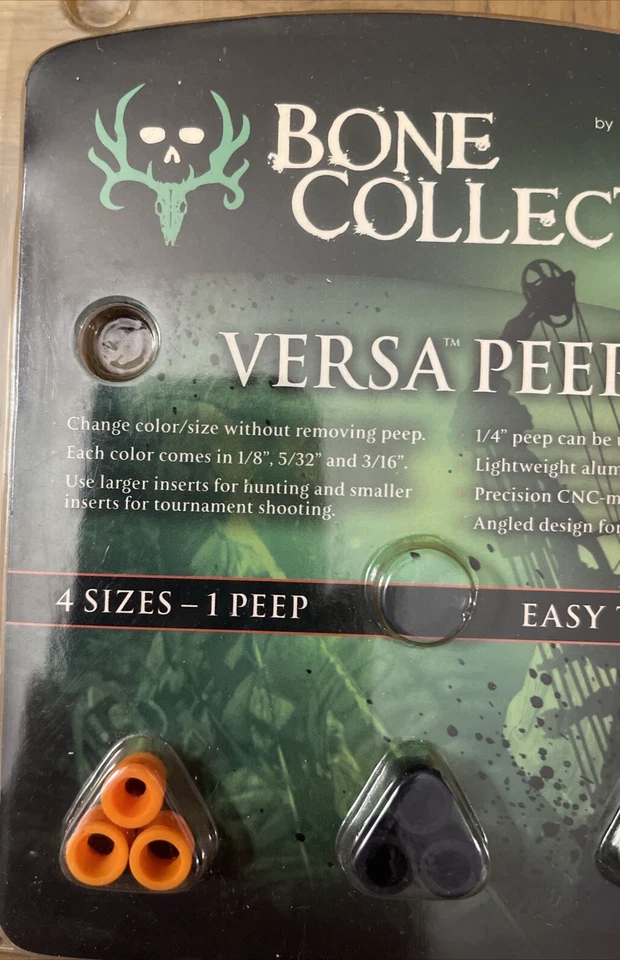 BONE
by
COLLECT
VERSA™ PEEP
Change color/size without removing peep.
Each color comes in 1/8”, 5/32” and 3/16”.
Use larger inserts for hunting and smaller
inserts for tournament shooting.
1/4” peep can be u
Lightweight alum
Precision CNC-m
Angled design for
4 SIZES – 1 PEEP
EASY T